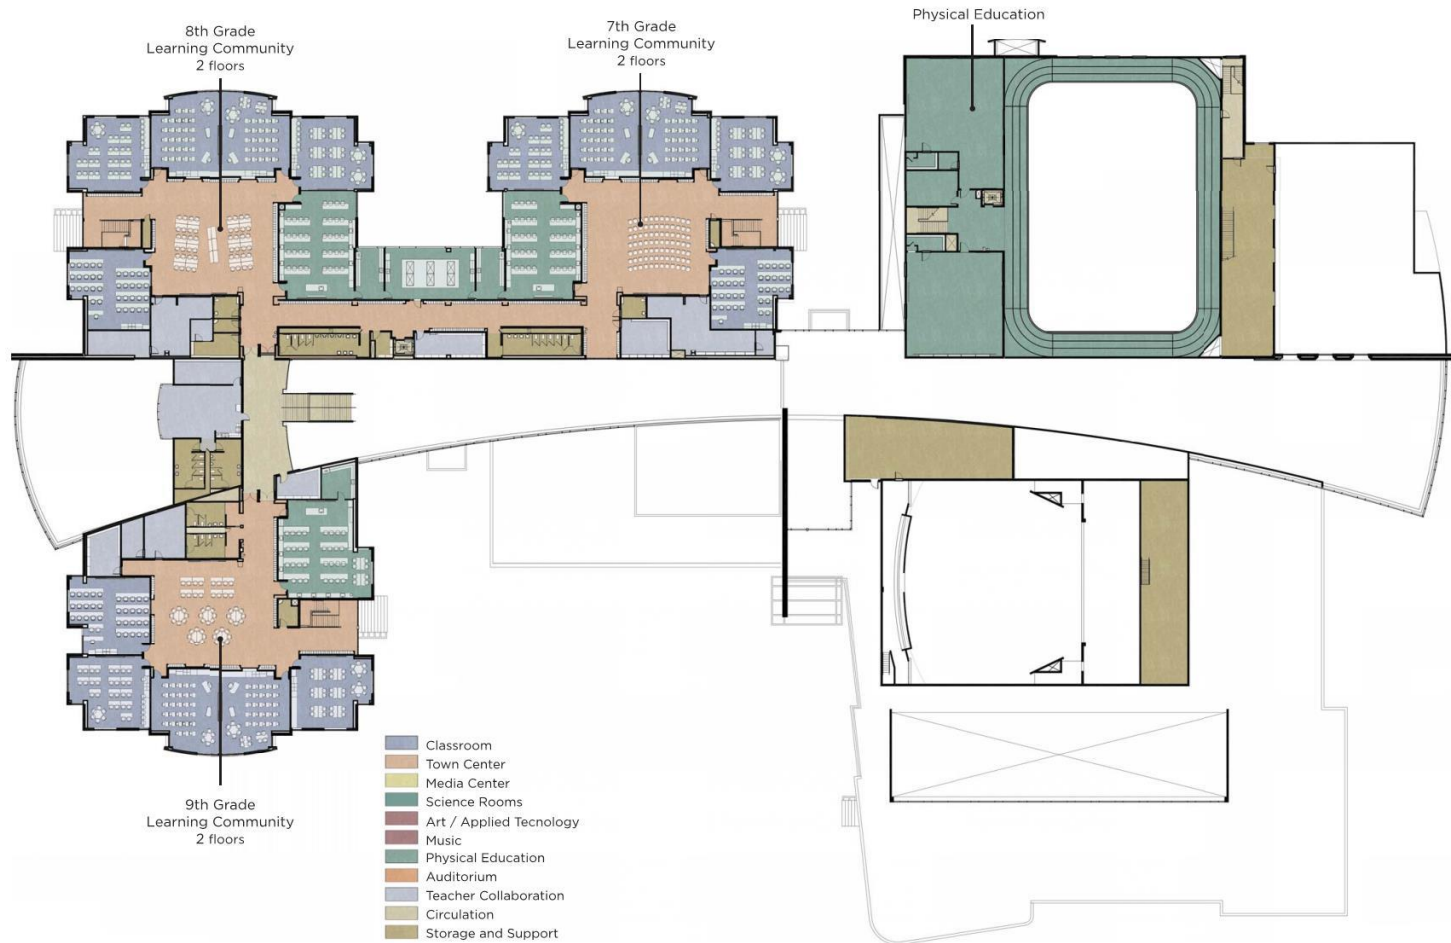 8th Grade
Learning Community
2 floors
7th Grade
Learning Community
2 floors
Physical Education
9th Grade
Learning Community
2 floors
Classroom
Town Center
Media Center
Science Rooms
Art / Applied Tecnology
Music
Physical Education
Auditorium
Teacher Collaboration
Circulation
Storage and Support